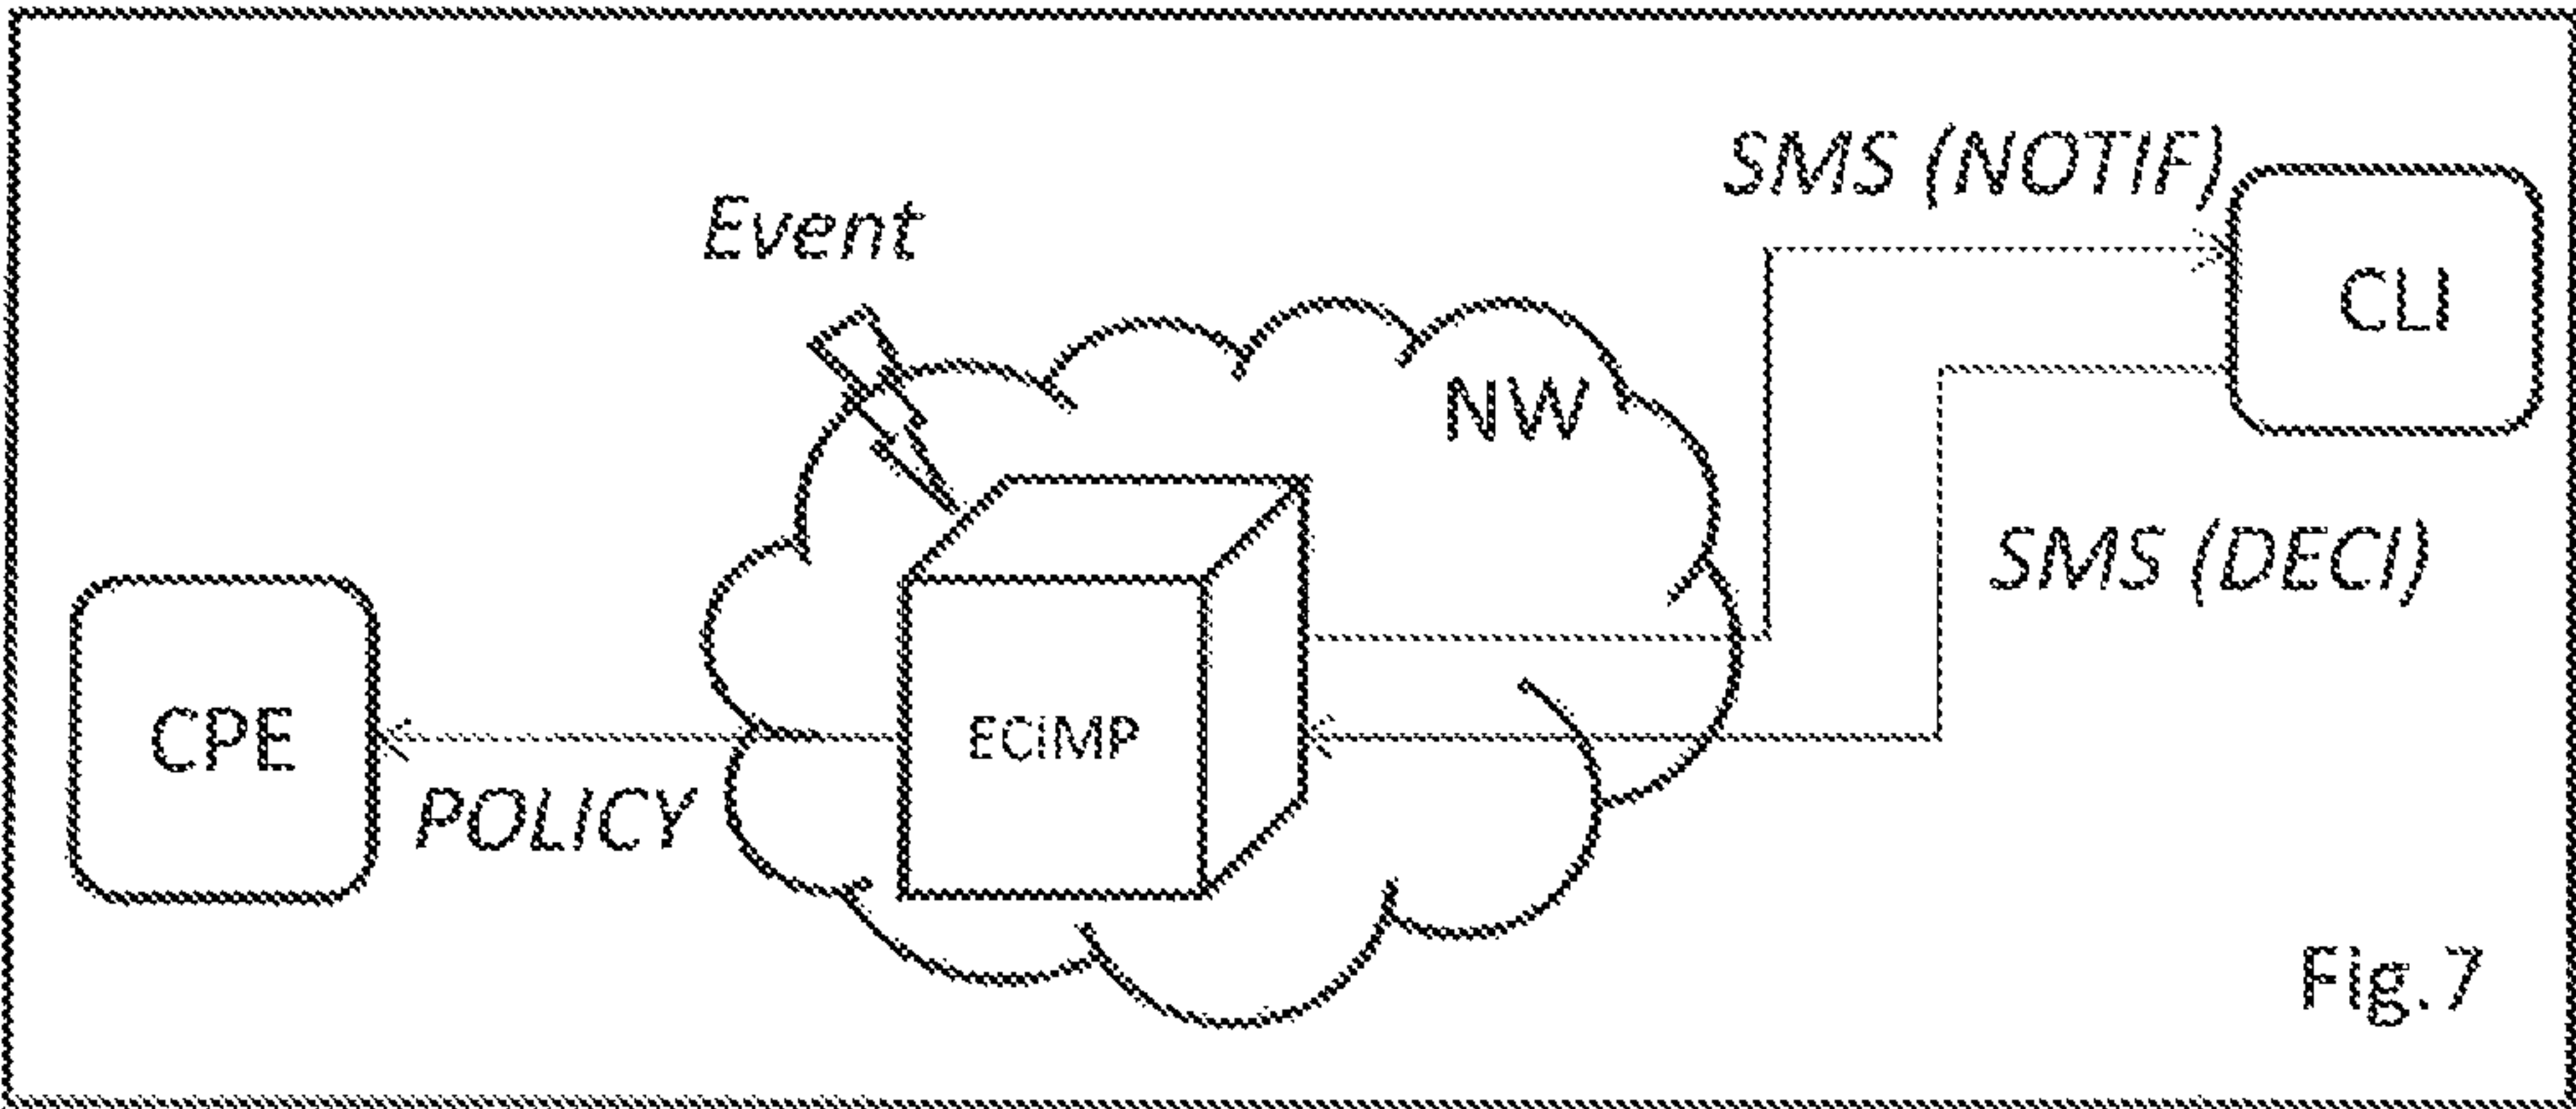 SMS (NOTIF)
Event
CLI
NW
SMS (DECI)
CPE
ECIMP
POLICY
Fig.7